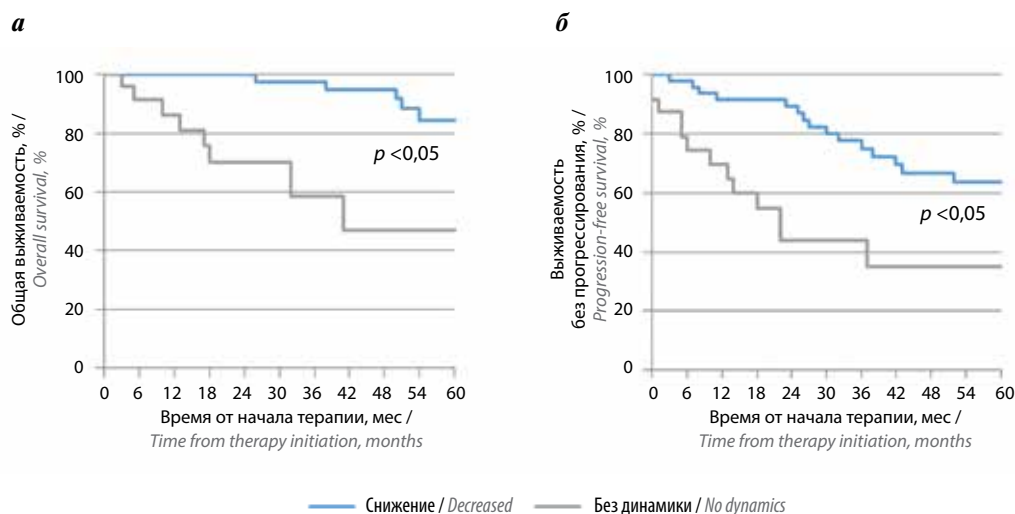 а
Общая выживаемость, % /
Overall survival, %
100
80
60
40
20
0
p <0,05
0 6 12 18 24 30 36 42 48 54 60
Время от начала терапии, мес /
Time from therapy initiation, months
б
Выживаемость
без прогрессирования, % /
Progression-free survival, %
100
80
60
40
20
0
p <0,05
0 6 12 18 24 30 36 42 48 54 60
Время от начала терапии, мес /
Time from therapy initiation, months
Снижение / Decreased Без динамики / No dynamics